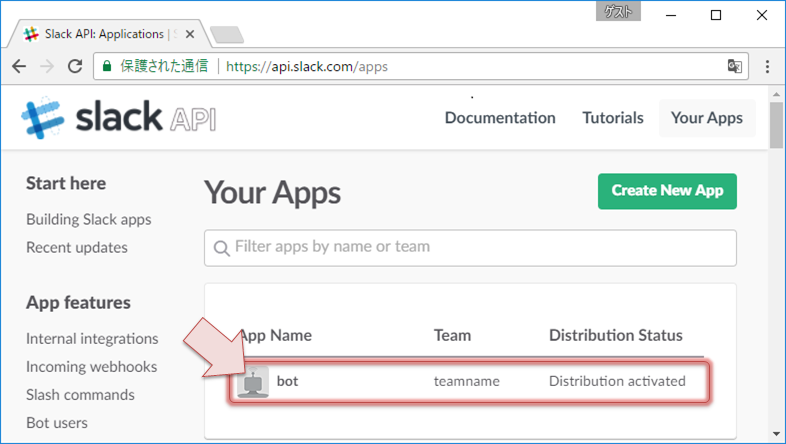 ゲスト
Slack API: Applications | S
保護された通信 | https://api.slack.com/apps
slack API
Documentation Tutorials Your Apps
Start here
Building Slack apps
Recent updates
App features
Internal integrations
Incoming webhooks
Slash commands
Bot users
Your Apps
Create New App
Filter apps by name or team
App Name Team Distribution Status
bot teamname Distribution activated